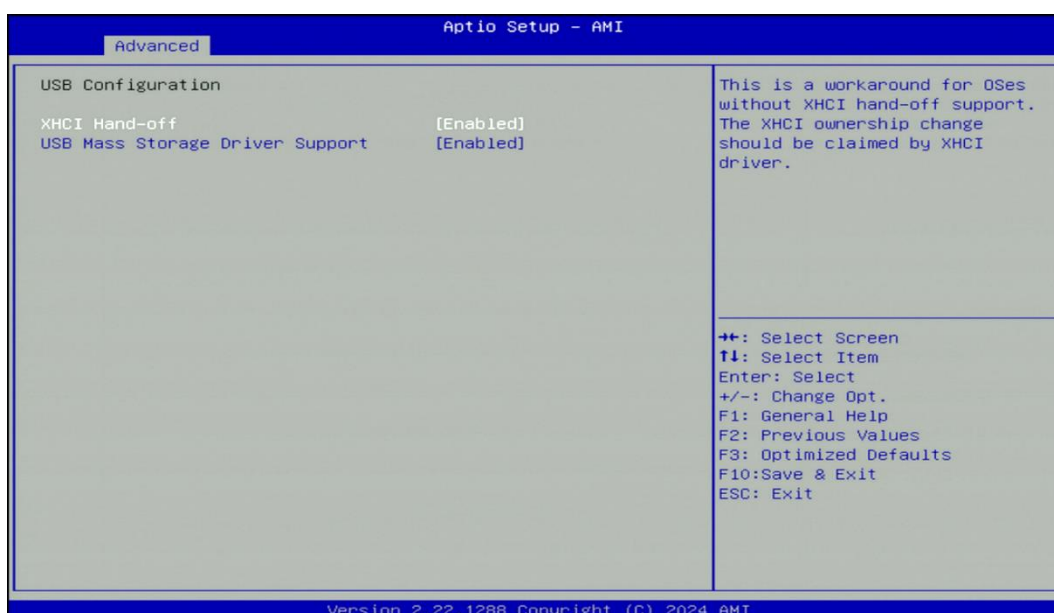 Aptio Setup – AMI
Advanced
USB Configuration
XHCI Hand-off [Enabled]
USB Mass Storage Driver Support [Enabled]
This is a workaround for OSes
without XHCI hand-off support.
The XHCI ownership change
should be claimed by XHCI
driver.
→←: Select Screen
↑↓: Select Item
Enter: Select
+/-: Change Opt.
F1: General Help
F2: Previous Values
F3: Optimized Defaults
F10:Save & Exit
ESC: Exit
Version 2.22.1288 Copyright (C) 2024 AMI